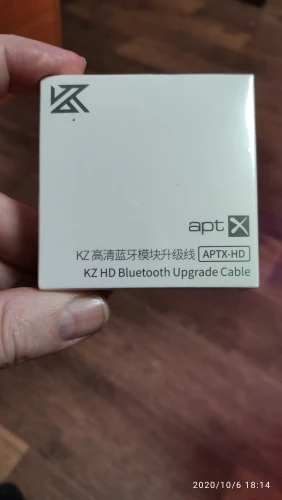 KZ
aptX
KZ 高清蓝牙模块升级线 APTX-HD
KZ HD Bluetooth Upgrade Cable
2020/10/6 18:14